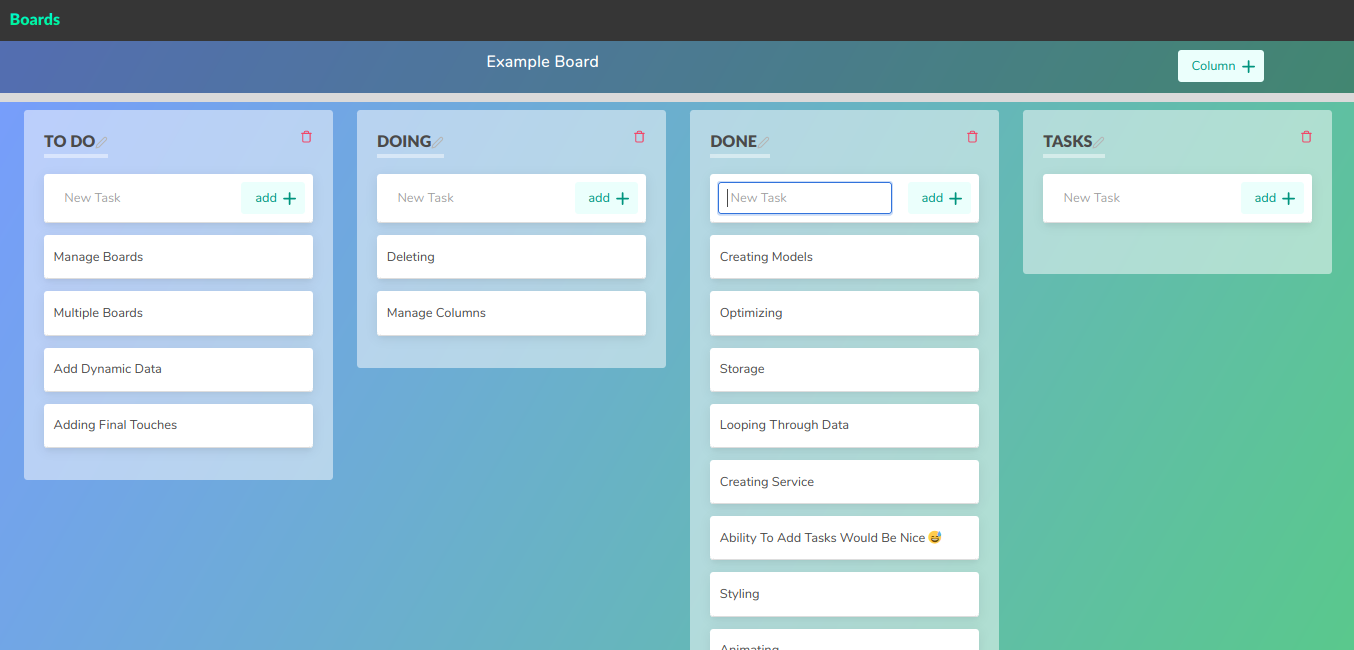 Boards
Example Board
Column
TO DO
New Task
add
Manage Boards
Multiple Boards
Add Dynamic Data
Adding Final Touches
DOING
New Task
add
Deleting
Manage Columns
DONE
New Task
add
Creating Models
Optimizing
Storage
Looping Through Data
Creating Service
Ability To Add Tasks Would Be Nice 😅
Styling
Animating
TASKS
New Task
add